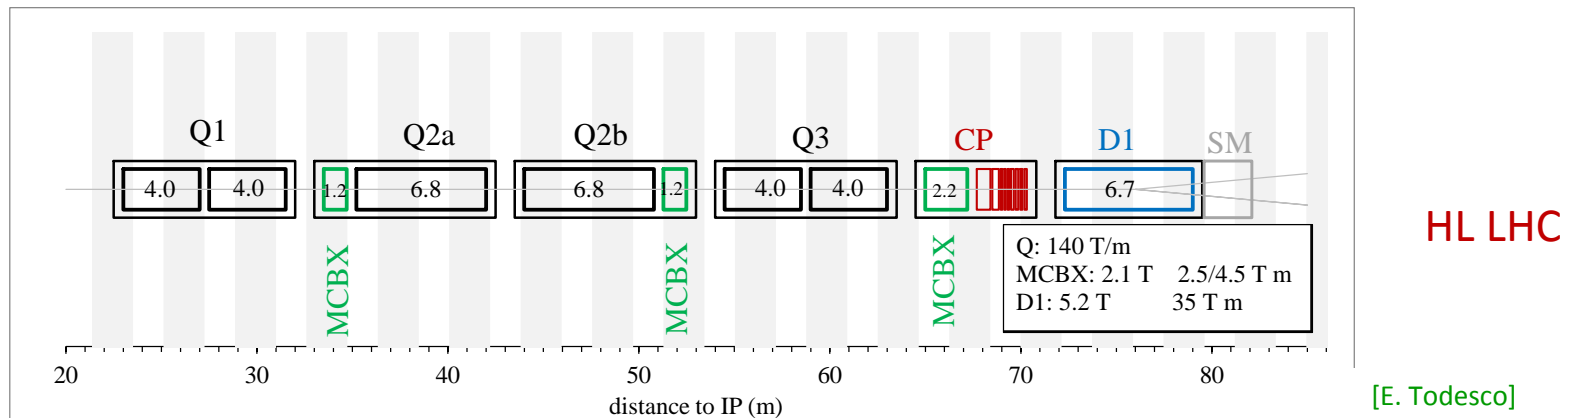 Q1 Q2a Q2b Q3 CP D1 SM
4.0 4.0 1.2 6.8 6.8 1.2 4.0 4.0 2.2 6.7
MCBX MCBX MCBX
Q: 140 T/m
MCBX: 2.1 T 2.5/4.5 T m
D1: 5.2 T 35 T m
HL LHC
20 30 40 50 60 70 80
distance to IP (m)
[E. Todesco]